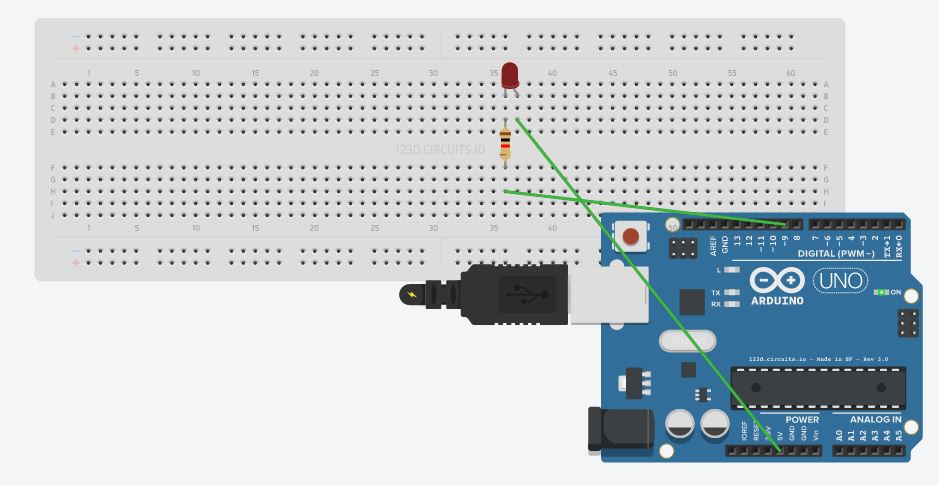 − −
+ +
1 5 10 15 20 25 30 35 40 45 50 55 60
A A
B B
C C
D D
E E
123D.CIRCUITS.IO
F F
G G
H H
I I
J
1 5 10 15 20 25 30 35 40
−
+
AREF GND 13 12 ~11 ~10 ~9 8 7 ~6 ~5 4 ~3 2 TX→1 RX←0
DIGITAL (PWM~)
L
TX
RX
ARDUINO
UNO
ON
123d.circuits.io - Made in SF - Rev 3.0
POWER ANALOG IN
IOREF RESET 5V GND GND Vin A0 A1 A2 A3 A4 A5